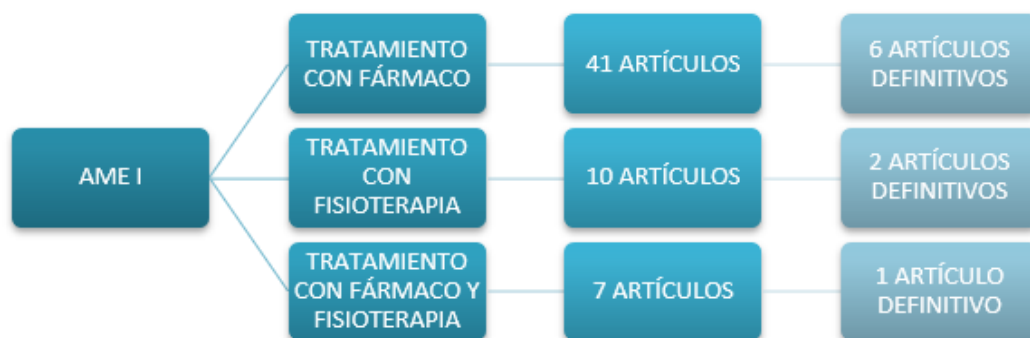 AME I
TRATAMIENTO
CON FÁRMACO
41 ARTÍCULOS
6 ARTÍCULOS
DEFINITIVOS
TRATAMIENTO
CON
FISIOTERAPIA
10 ARTÍCULOS
2 ARTÍCULOS
DEFINITIVOS
TRATAMIENTO
CON FÁRMACO Y
FISIOTERAPIA
7 ARTÍCULOS
1 ARTÍCULO
DEFINITIVO